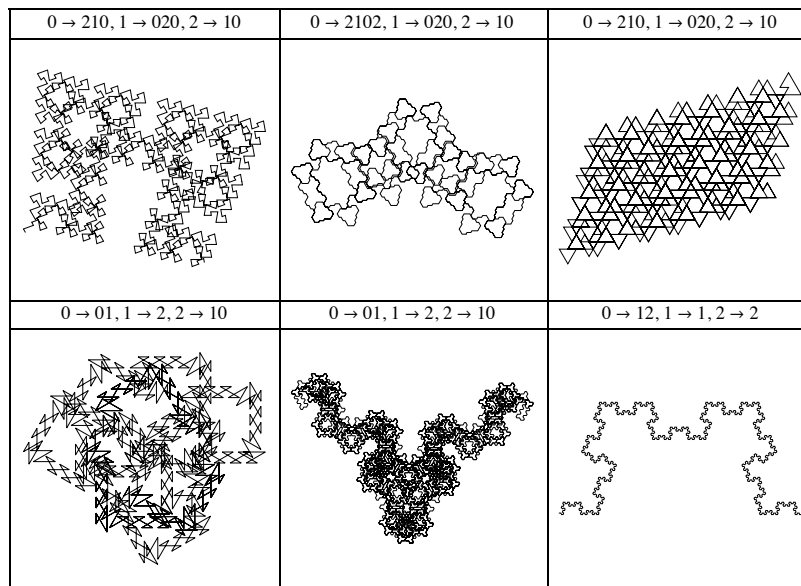 0 → 210, 1 → 020, 2 → 10
0 → 2102, 1 → 020, 2 → 10
0 → 210, 1 → 020, 2 → 10
0 → 01, 1 → 2, 2 → 10
0 → 01, 1 → 2, 2 → 10
0 → 12, 1 → 1, 2 → 2